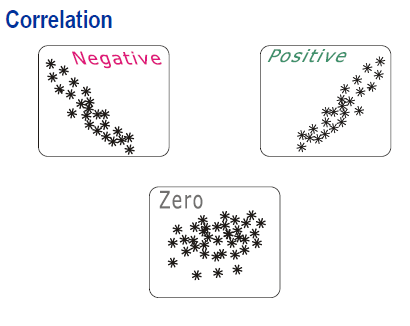 Correlation
Negative
Positive
Zero